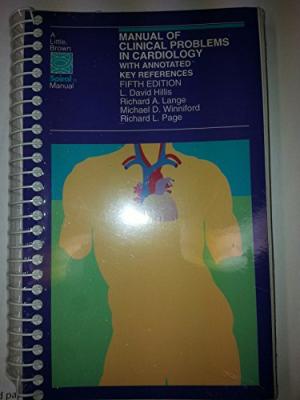 A
Little,
Brown
Spiral™
Manual
MANUAL OF
CLINICAL PROBLEMS
IN CARDIOLOGY
WITH ANNOTATED
KEY REFERENCES
FIFTH EDITION
L. David Hillis
Richard A. Lange
Michael D. Winniford
Richard L. Page